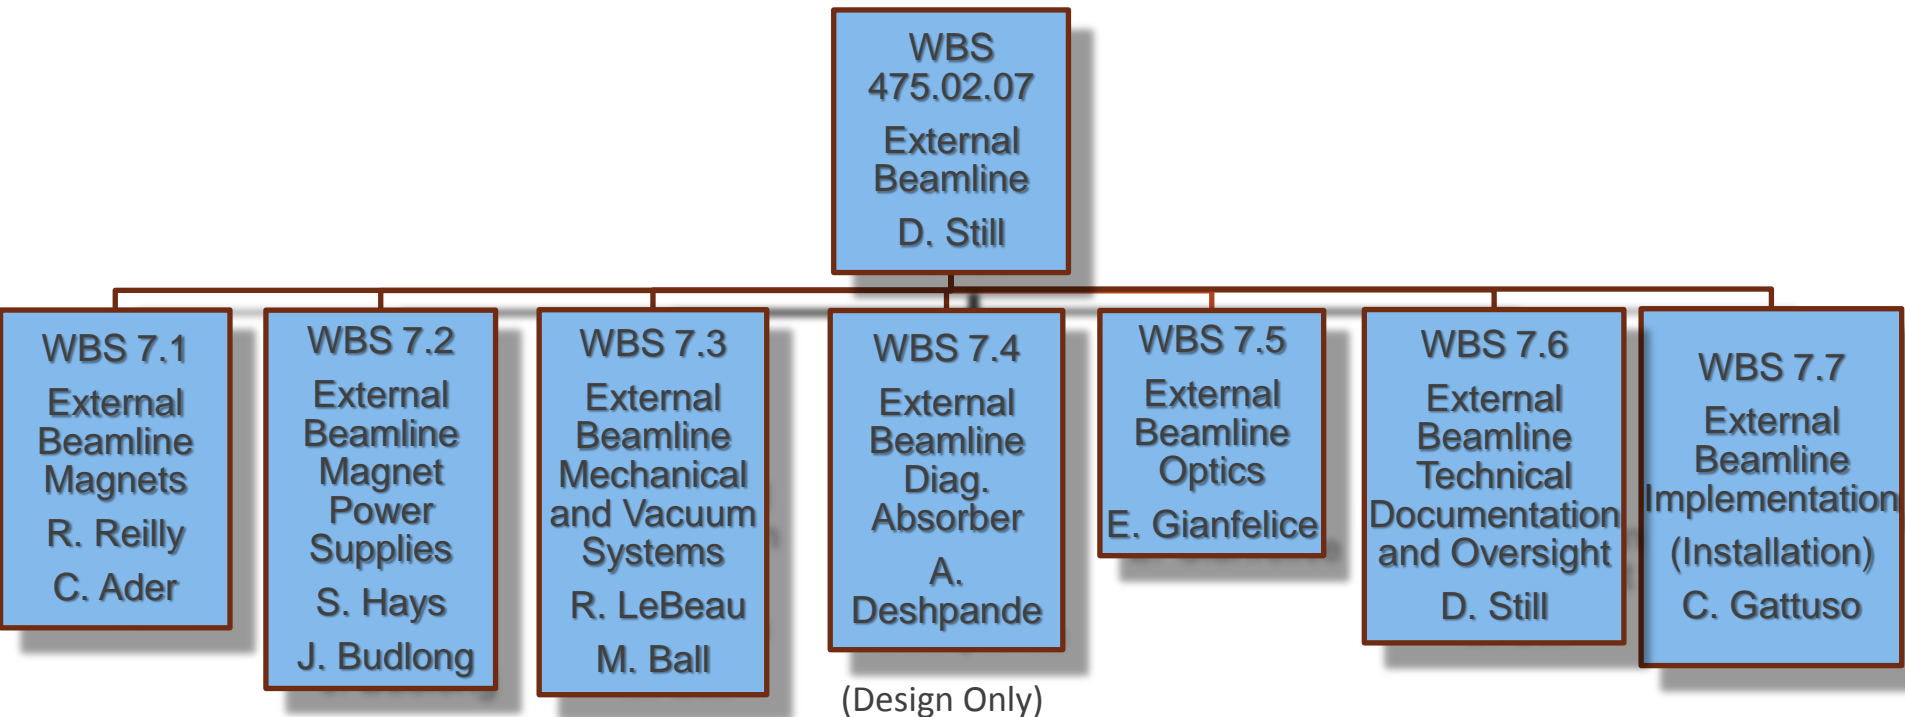 WBS
475.02.07
External
Beamline
D. Still
WBS 7.1
External
Beamline
Magnets
R. Reilly
C. Ader
WBS 7.2
External
Beamline
Magnet
Power
Supplies
S. Hays
J. Budlong
WBS 7.3
External
Beamline
Mechanical
and Vacuum
Systems
R. LeBeau
M. Ball
WBS 7.4
External
Beamline
Diag.
Absorber
A.
Deshpande
(Design Only)
WBS 7.5
External
Beamline
Optics
E. Gianfelice
WBS 7.6
External
Beamline
Technical
Documentation
and Oversight
D. Still
WBS 7.7
External
Beamline
Implementation
(Installation)
C. Gattuso